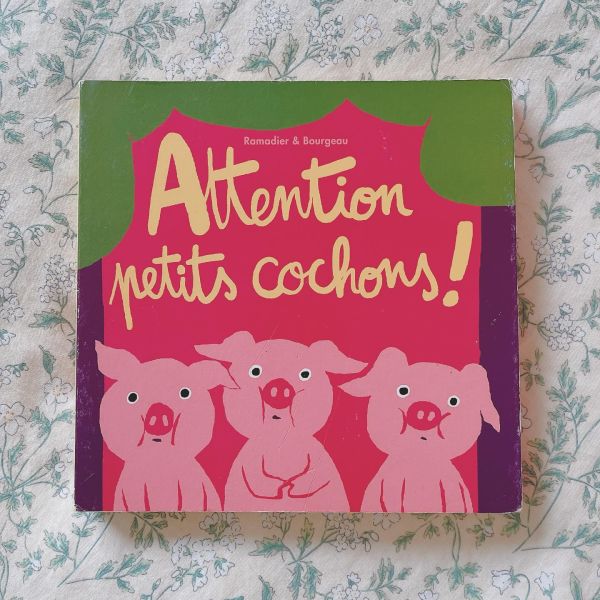 Ramadier & Bourgeau
Attention
petits cochons!